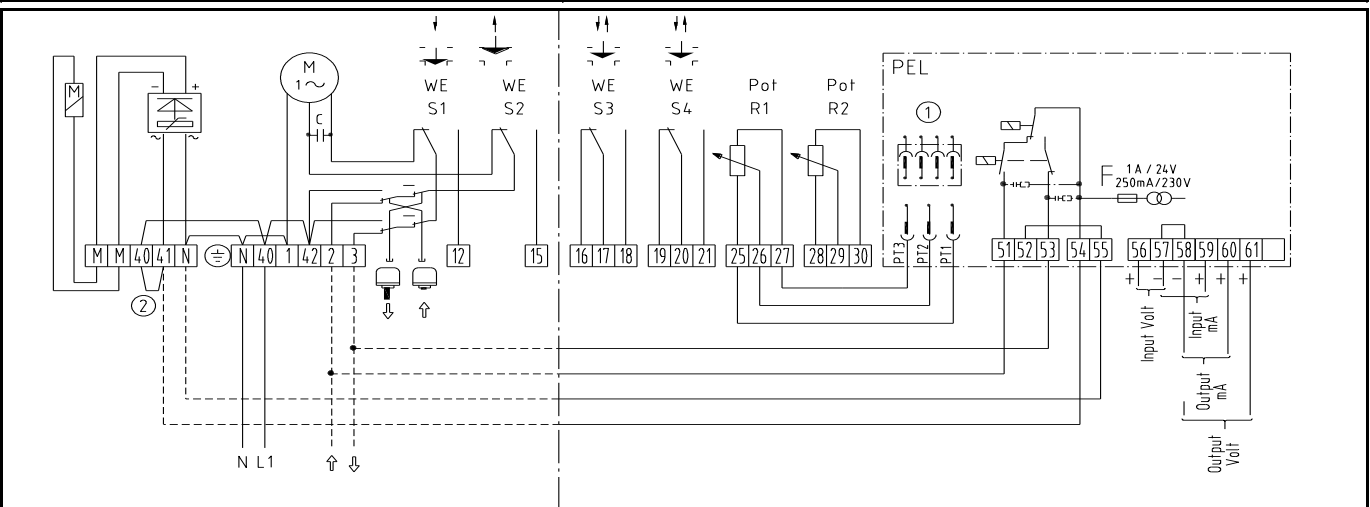 WE S1
WE S2
WE S3
WE S4
Pot R1
Pot R2
PEL
1
M
M
1~
C
- +
~ ~
F 1A / 24V
250mA/230V
M M 40 41 N
N 40 1 42 2 3
12
15
16 17 18
19 20 21
25 26 27
28 29 30
PT3
PT2
PT1
51 52 53
54 55
56 57 58 59 60 61
+ - - + + +
2
Input Volt
Input mA
Output mA
Output Volt
N L1